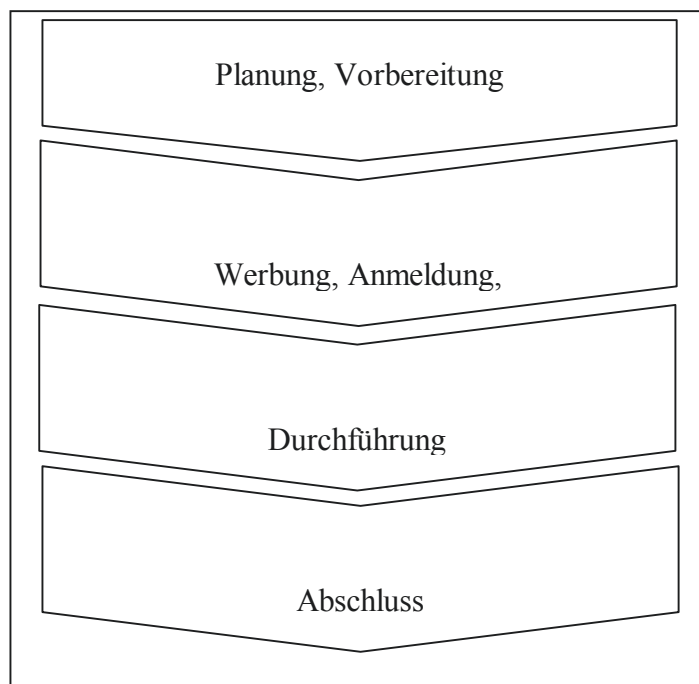 Planung, Vorbereitung
Werbung, Anmeldung,
Durchführung
Abschluss